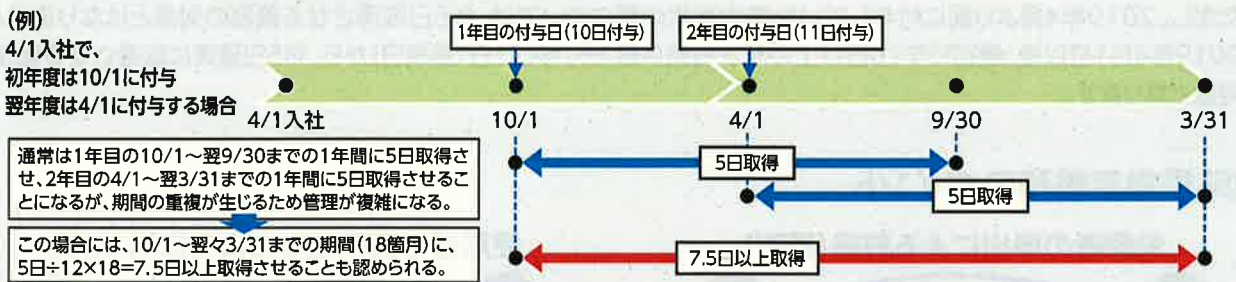 (例)
4/1入社で、
初年度は10/1に付与
翌年度は4/1に付与する場合
1年目の付与日(10日付与)
2年目の付与日(11日付与)
4/1入社
10/1
4/1
9/30
3/31
通常は1年目の10/1~翌9/30までの1年間に5日取得さ
せ、2年目の4/1~翌3/31までの1年間に5日取得させるこ
とになるが、期間の重複が生じるため管理が複雑になる。
5日取得
5日取得
この場合には、10/1~翌々3/31までの期間(18箇月)に、
5日÷12×18=7.5日以上取得させることも認められる。
7.5日以上取得